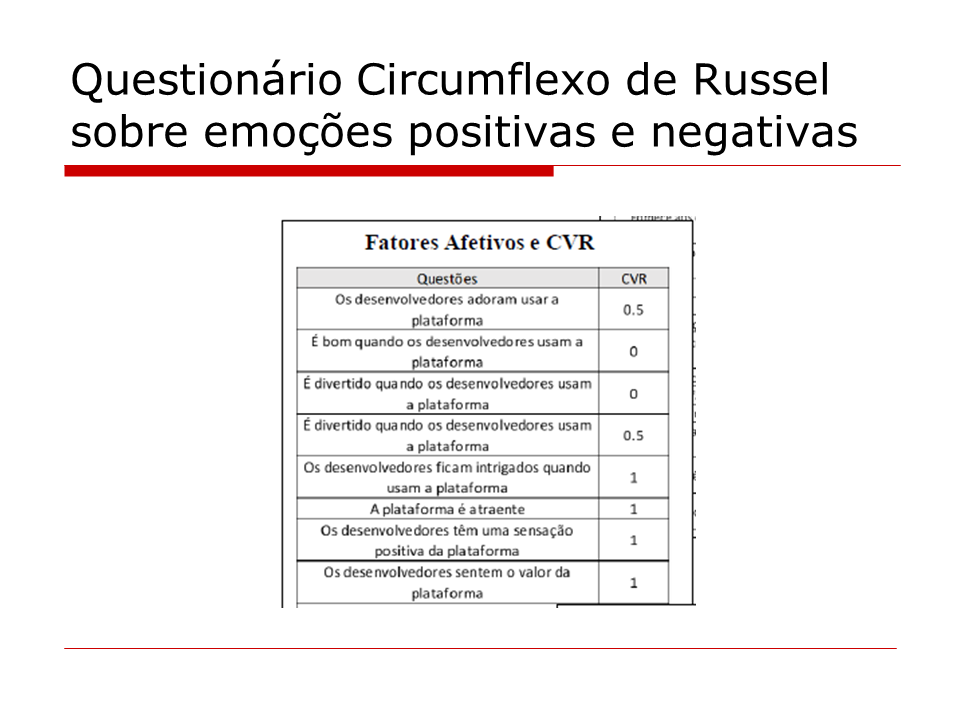 Questionário Circumflexo de Russel
sobre emoções positivas e negativas
Fatores Afetivos e CVR
Questões CVR
Os desenvolvedores adoram usar a
plataforma
0.5
É bom quando os desenvolvedores usam a
plataforma
0
É divertido quando os desenvolvedores usam
a plataforma
0
É divertido quando os desenvolvedores usam
a plataforma
0.5
Os desenvolvedores ficam intrigados quando
usam a plataforma
1
A plataforma é atraente 1
Os desenvolvedores têm uma sensação
positiva da plataforma
1
Os desenvolvedores sentem o valor da
plataforma
1